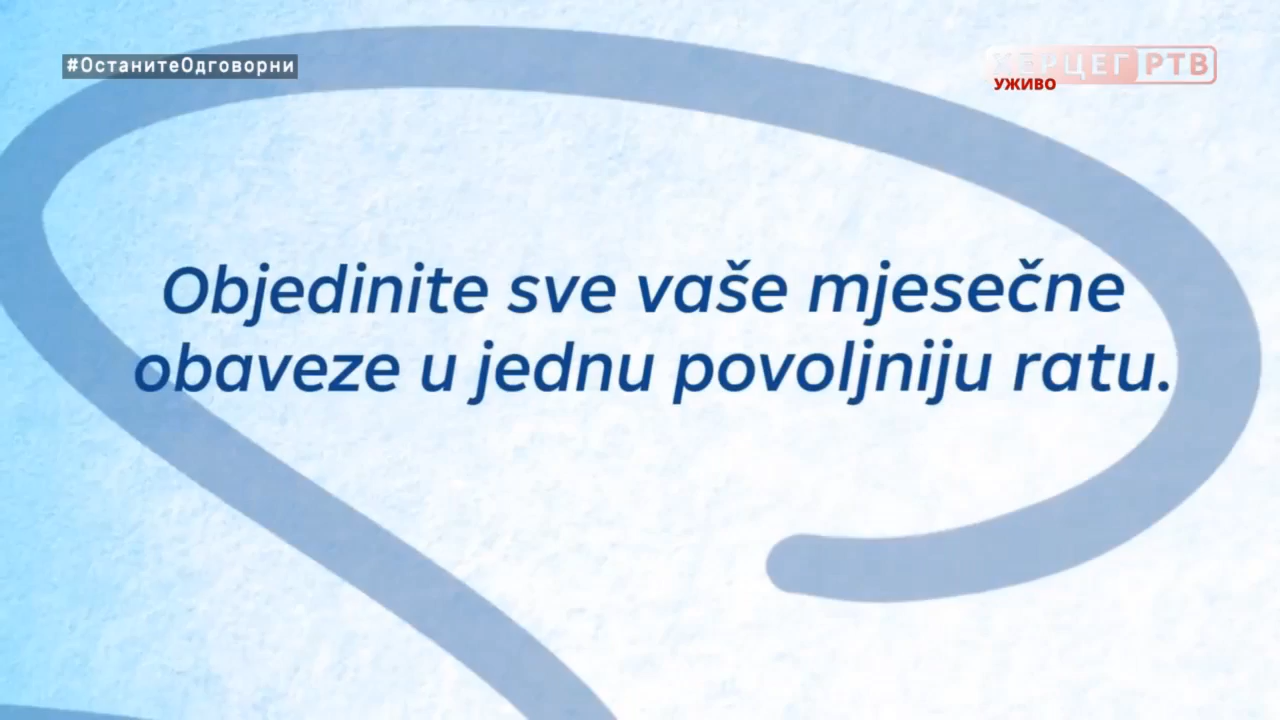 #ОстанитеОдговорни
ХЕРЦЕГ РТВ
УЖИВО
Objedinite sve vaše mjesečne
obaveze u jednu povoljniju ratu.